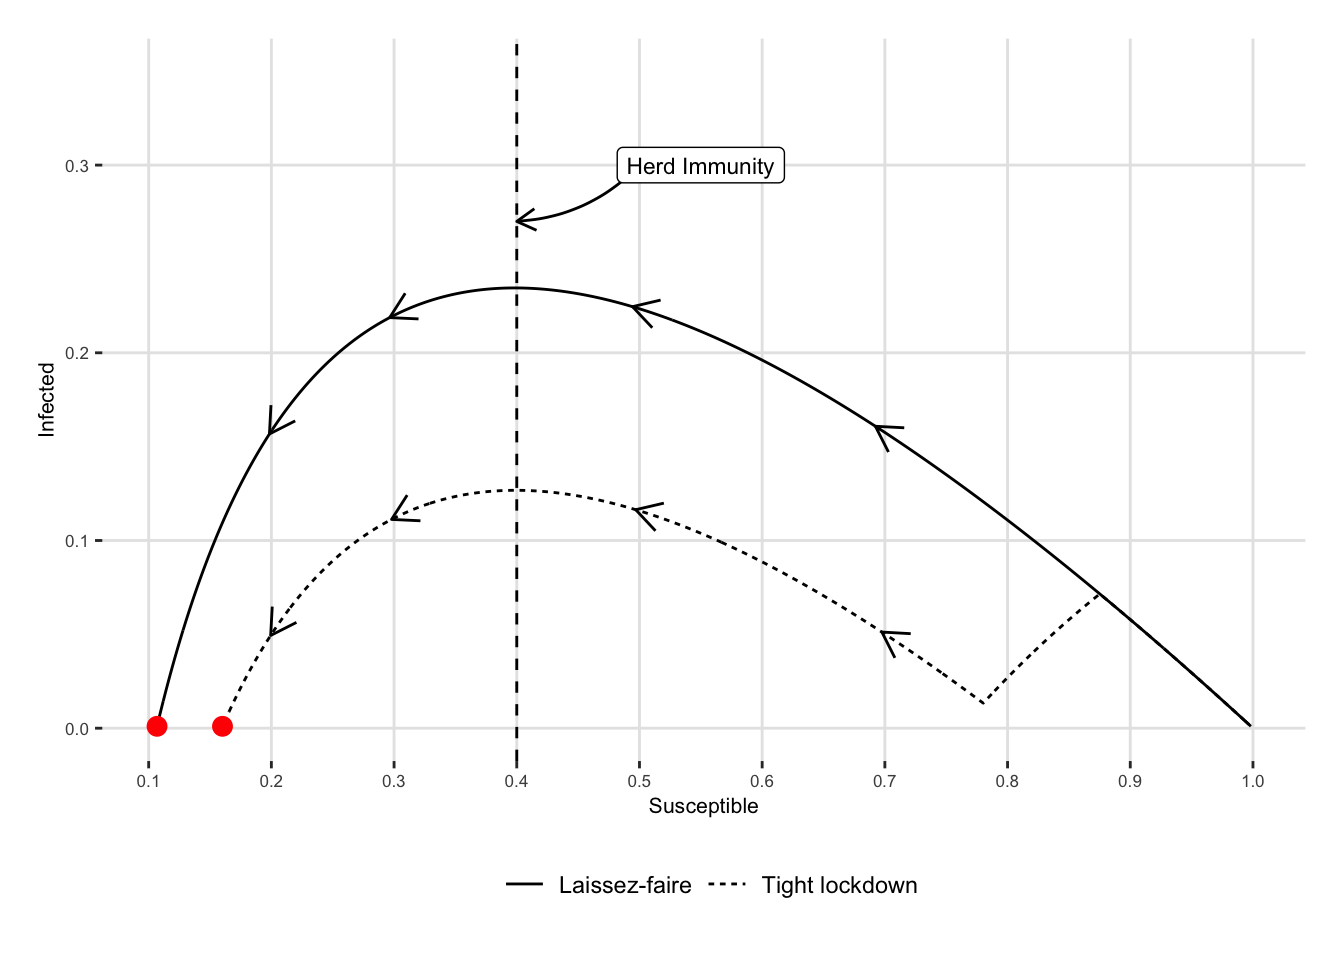 Herd Immunity
0.3
0.2
0.1
0.0
Infected
0.1 0.2 0.3 0.4 0.5 0.6 0.7 0.8 0.9 1.0
Susceptible
Laissez-faire Tight lockdown